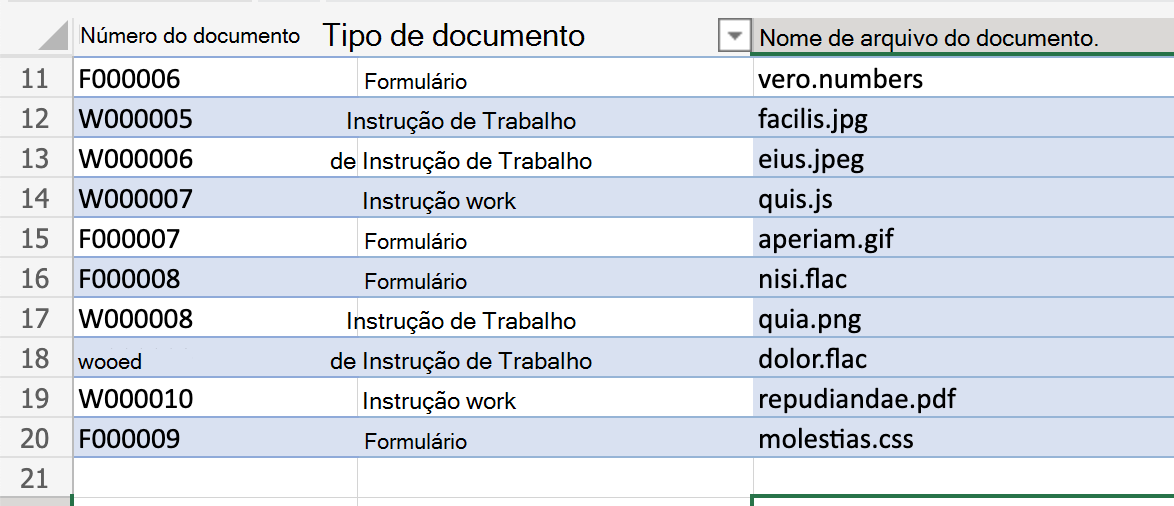 Número do documento Tipo de documento Nome de arquivo do documento.
11 F000006 Formulário vero.numbers
12 W000005 Instrução de Trabalho facilis.jpg
13 W000006 de Instrução de Trabalho eius.jpeg
14 W000007 Instrução work quis.js
15 F000007 Formulário aperiam.gif
16 F000008 Formulário nisi.flac
17 W000008 Instrução de Trabalho quia.png
18 wooed de Instrução de Trabalho dolor.flac
19 W000010 Instrução work repudiandae.pdf
20 F000009 Formulário molestias.css
21